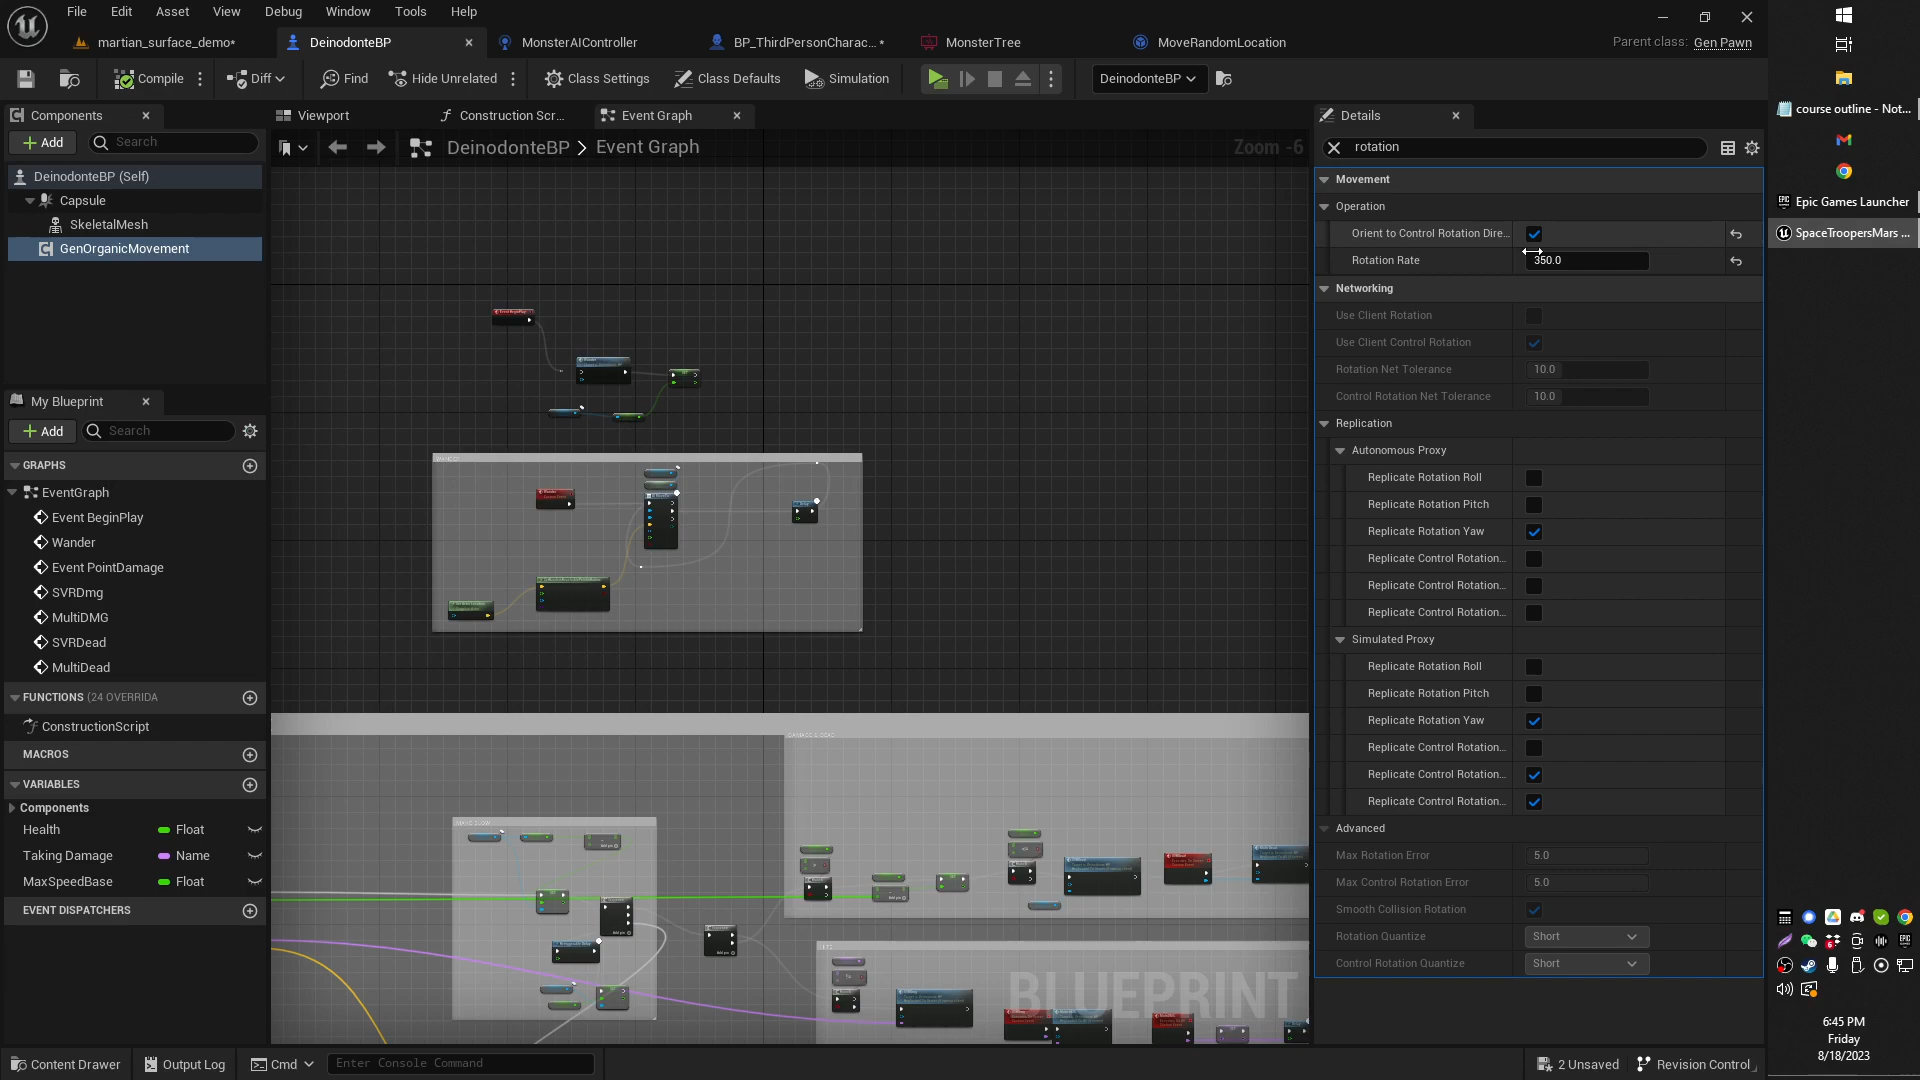 File Edit Asset View Debug Window Tools Help
martian_surface_demo*
DeinodonteBP
MonsterAIController
BP_ThirdPersonCharac...*
MonsterTree
MoveRandomLocation
Parent class: Gen Pawn
Compile
Diff
Find
Hide Unrelated
Class Settings
Class Defaults
Simulation
DeinodonteBP
Components
Add
Search
DeinodonteBP (Self)
Capsule
SkeletalMesh
GenOrganicMovement
My Blueprint
Add
Search
GRAPHS
EventGraph
Event BeginPlay
Wander
Event PointDamage
SVRDmg
MultiDMG
SVRDead
MultiDead
FUNCTIONS (24 OVERRIDA
ConstructionScript
MACROS
VARIABLES
Components
Health Float
Taking Damage Name
MaxSpeedBase Float
EVENT DISPATCHERS
Viewport
Construction Scr...
Event Graph
DeinodonteBP > Event Graph
Zoom -6
BLUEPRINT
Details
rotation
Movement
Operation
Orient to Control Rotation Dire...
Rotation Rate 350.0
Networking
Use Client Rotation
Use Client Control Rotation
Rotation Net Tolerance 10.0
Control Rotation Net Tolerance 10.0
Replication
Autonomous Proxy
Replicate Rotation Roll
Replicate Rotation Pitch
Replicate Rotation Yaw
Replicate Control Rotation...
Replicate Control Rotation...
Replicate Control Rotation...
Simulated Proxy
Replicate Rotation Roll
Replicate Rotation Pitch
Replicate Rotation Yaw
Replicate Control Rotation...
Replicate Control Rotation...
Replicate Control Rotation...
Advanced
Max Rotation Error 5.0
Max Control Rotation Error 5.0
Smooth Collision Rotation
Rotation Quantize Short
Control Rotation Quantize Short
Content Drawer
Output Log
Cmd
Enter Console Command
2 Unsaved
Revision Control
course outline - Not...
Epic Games Launcher
SpaceTroopersMars ...
6:45 PM
Friday
8/18/2023